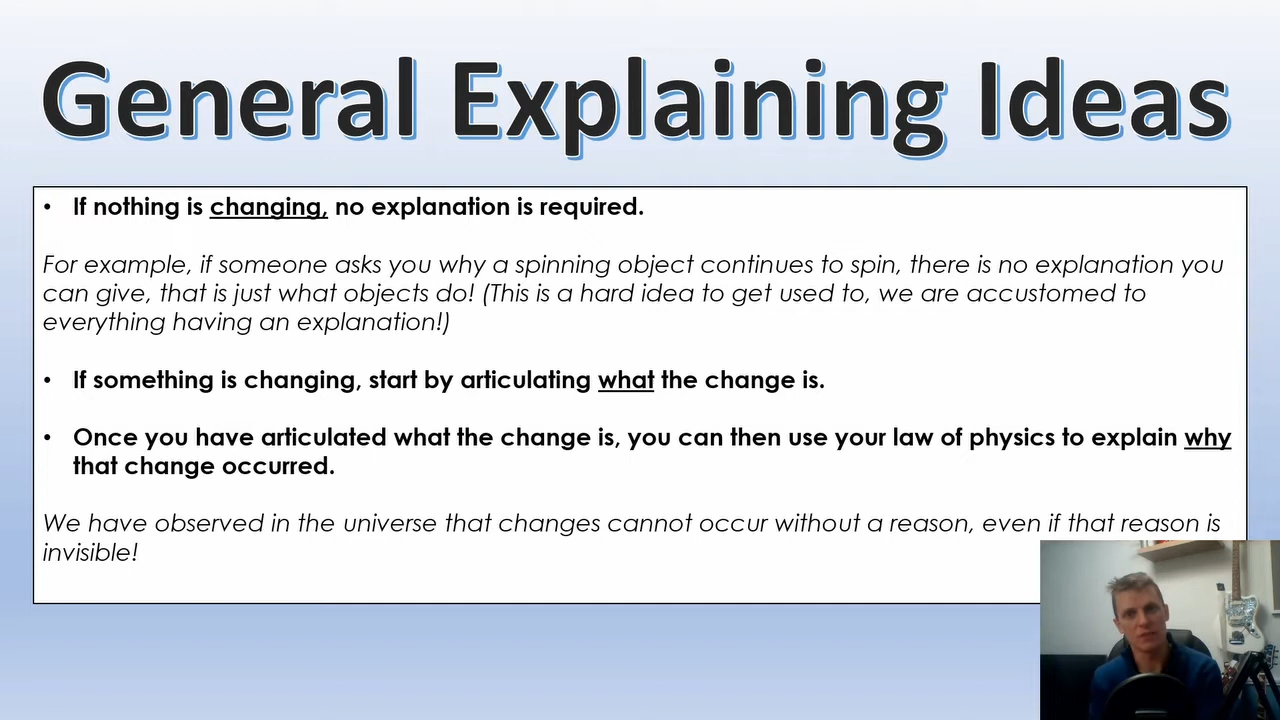 General Explaining Ideas
• If nothing is changing, no explanation is required.
For example, if someone asks you why a spinning object continues to spin, there is no explanation you
can give, that is just what objects do! (This is a hard idea to get used to, we are accustomed to
everything having an explanation!)
• If something is changing, start by articulating what the change is.
• Once you have articulated what the change is, you can then use your law of physics to explain why
that change occurred.
We have observed in the universe that changes cannot occur without a reason, even if that reason is
invisible!